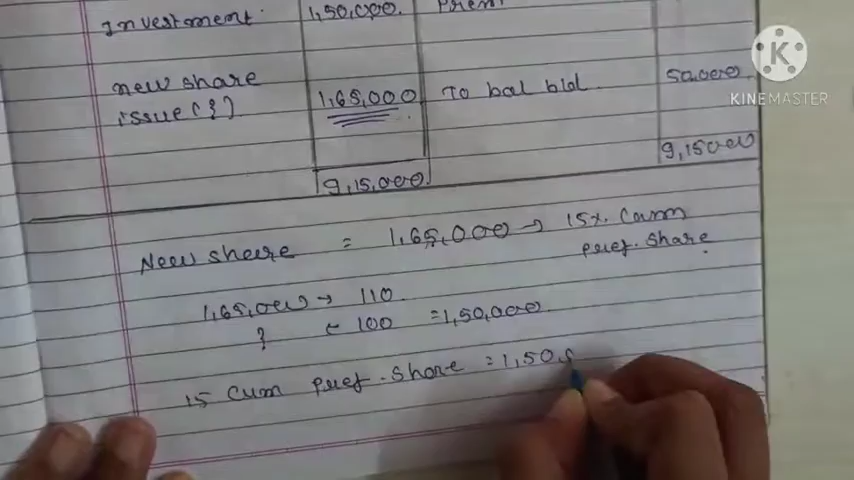 Investment. 1,50,000. Prem
new share 50,000
issue (?) 1,65,000 To bal b/d
9,15,000
9,15,000
New share = 1,65,000 → 15%. Cumm
pref. share
1,65,000 → 110
? ← 100 = 1,50,000
15 Cum pref. Share = 1,50,0
K
KINEMASTER